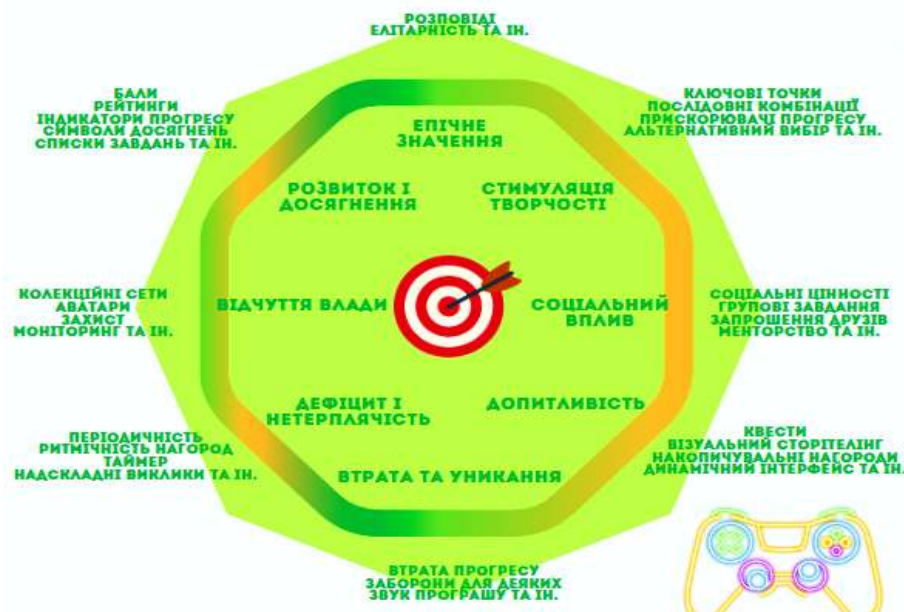 РОЗПОВІДІ
ЕЛІТАРНІСТЬ ТА ІН.
БАЛИ
РЕЙТИНГИ
ІНДИКАТОРИ ПРОГРЕСУ
СИМВОЛИ ДОСЯГНЕНЬ
СПИСКИ ЗАВДАНЬ ТА ІН.
КЛЮЧОВІ ТОЧКИ
ПОСЛІДОВНІ КОМБІНАЦІЇ
ПРИСКОРЮВАЧІ ПРОГРЕСУ
АЛЬТЕРНАТИВНИЙ ВИБІР ТА ІН.
ЕПІЧНЕ
ЗНАЧЕННЯ
РОЗВИТОК І
ДОСЯГНЕННЯ
СТИМУЛЯЦІЯ
ТВОРЧОСТІ
КОЛЕКЦІЙНІ СЕТИ
АВАТАРИ
ЗАХИСТ
МОНІТОРИНГ ТА ІН.
ВІДЧУТТЯ ВЛАДИ
СОЦІАЛЬНИЙ
ВПЛИВ
СОЦІАЛЬНІ ЦІННОСТІ
ГРУПОВІ ЗАВДАННЯ
ЗАПРОШЕННЯ ДРУЗІВ
МЕНТОРСТВО ТА ІН.
ДЕФІЦИТ І
НЕТЕРПЛЯЧІСТЬ
ДОПИТЛИВІСТЬ
ПЕРІОДИЧНІСТЬ
РИТМІЧНІСТЬ НАГОРОД
ТАЙМЕР
НАДСКЛАДНІ ВИКЛИКИ ТА ІН.
КВЕСТИ
ВІЗУАЛЬНИЙ СТОРІТЕЛІНГ
НАКОПИЧУВАЛЬНІ НАГОРОДИ
ДИНАМІЧНИЙ ІНТЕРФЕЙС ТА ІН.
ВТРАТА ТА УНИКАННЯ
ВТРАТА ПРОГРЕСУ
ЗАБОРОНИ ДЛЯ ДЕЯКИХ
ЗВУК ПРОГРАШУ ТА ІН.